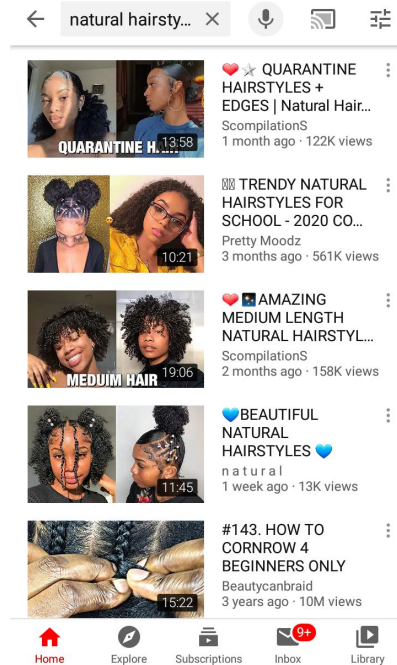 natural hairsty...
QUARANTINE H
13:58
❤️☆ QUARANTINE
HAIRSTYLES +
EDGES | Natural Hair...
ScompilationS
1 month ago · 122K views
10:21
TRENDY NATURAL
HAIRSTYLES FOR
SCHOOL - 2020 CO...
Pretty Moodz
3 months ago · 561K views
MEDUIM HAIR
19:06
❤️🌠AMAZING
MEDIUM LENGTH
NATURAL HAIRSTYL...
ScompilationS
2 months ago · 158K views
11:45
💙BEAUTIFUL
NATURAL
HAIRSTYLES 💙
n a t u r a l
1 week ago · 13K views
15:22
#143. HOW TO
CORNROW 4
BEGINNERS ONLY
Beautycanbraid
3 years ago · 10M views
9+
Home Explore Subscriptions Inbox Library